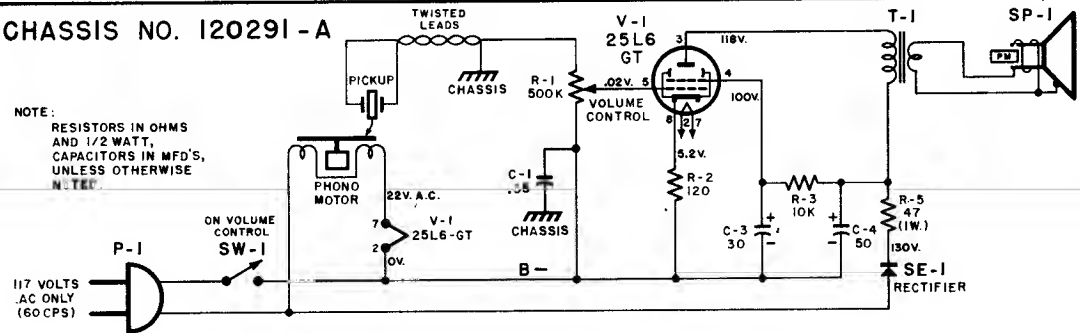 CHASSIS NO. 120291-A
TWISTED
LEADS
PICKUP
CHASSIS
R-1
500K
.02V.
VOLUME
CONTROL
V-1
25L6
GT
3
118V.
5
4
100V.
8
2
7
5.2V.
T-1
SP-1
PM
NOTE:
RESISTORS IN OHMS
AND 1/2 WATT,
CAPACITORS IN MFD'S,
UNLESS OTHERWISE
NOTED.
PHONO
MOTOR
22V. A.C.
7
V-1
25L6-GT
2
0V.
C-1
CHASSIS
R-2
120
R-3
10K
C-3
30
+
−
C-4
50
+
−
R-5
47
(1W.)
130V.
SE-1
RECTIFIER
P-1
ON VOLUME
CONTROL
SW-1
B−
117 VOLTS
AC ONLY
(60CPS)